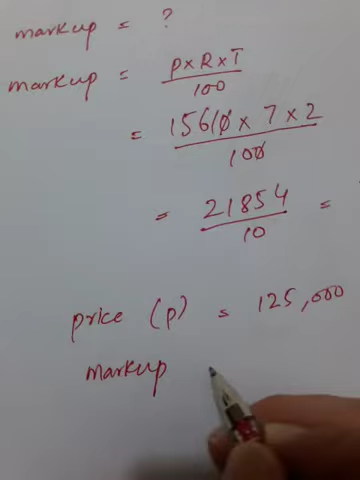 markup = ?
markup = P×R×T
100
= 15610 × 7 × 2
100
= 21854 =
10
price (p) = 125,000
markup